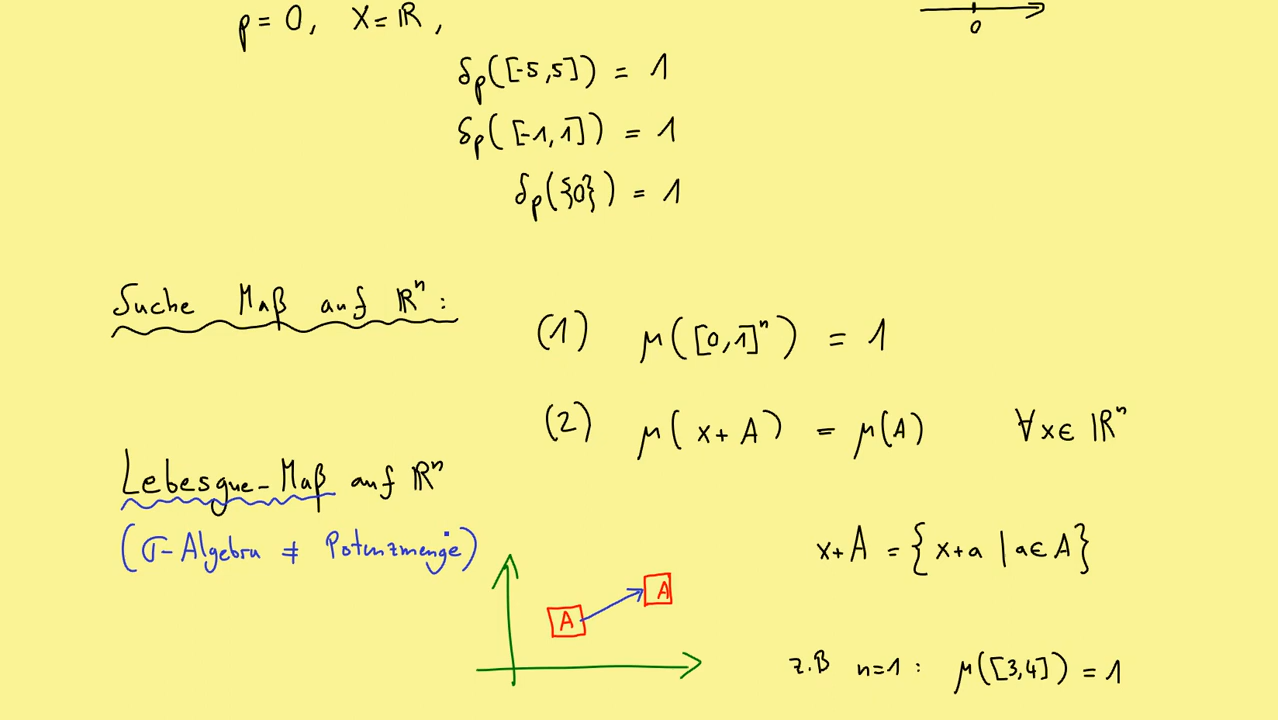 p = 0, X = ℝ,
0
δₚ([-5,5]) = 1
δₚ([-1,1]) = 1
δₚ({0}) = 1
Suche Maß auf ℝⁿ:
(1) μ([0,1]ⁿ) = 1
(2) μ(x+A) = μ(A) ∀x∈ℝⁿ
Lebesgue-Maß auf ℝⁿ
(σ-Algebra ≠ Potenzmenge)
x+A = {x+a | a∈A}
A
A
z.B n=1: μ([3,4]) = 1